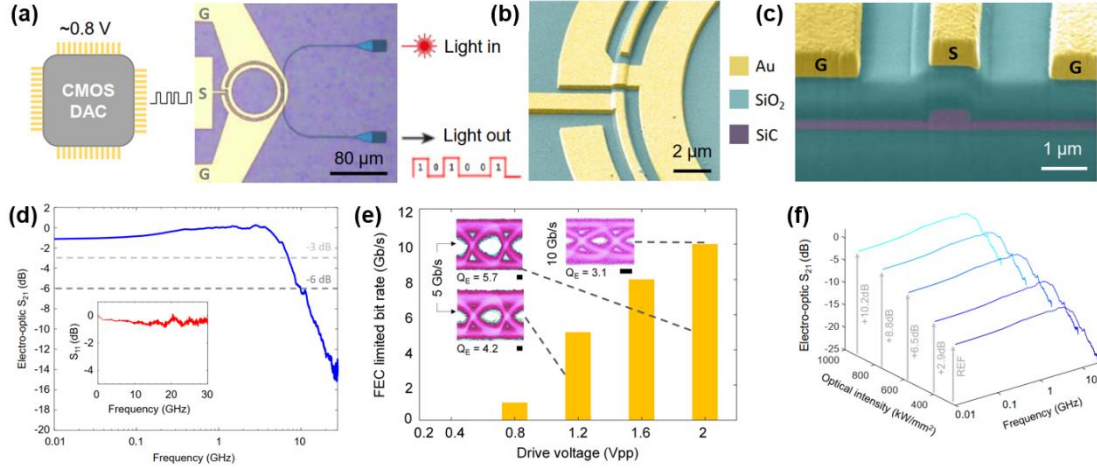 (a)
~0.8 V
CMOS
DAC
G
S
G
Light in
Light out
1 0 1 0 0 1
80 µm
(b)
2 µm
Au
SiO₂
SiC
(c)
G
S
G
1 µm
(d)
Electro-optic S₂₁ (dB)
2
0
-2
-4
-6
-8
-10
-12
-14
-16
-18
-20
-3 dB
-6 dB
S₁₁ (dB)
0
-2
-4
0
10
20
30
Frequency (GHz)
0.01
0.1
1
10
Frequency (GHz)
(e)
FEC limited bit rate (Gb/s)
12
10
8
6
4
2
0
5 Gb/s
Q_E = 5.7
Q_E = 4.2
10 Gb/s
Q_E = 3.1
0.2 0.4 0.8 1.2 1.6 2
Drive voltage (Vpp)
(f)
Electro-optic S₂₁ (dB)
0
-5
-10
-15
-20
-25
1000
800
600
400
Optical intensity (kW/mm²)
+10.2dB
+8.8dB
+6.5dB
+2.9dB
REF
0.01
0.1
1
10
Frequency (GHz)